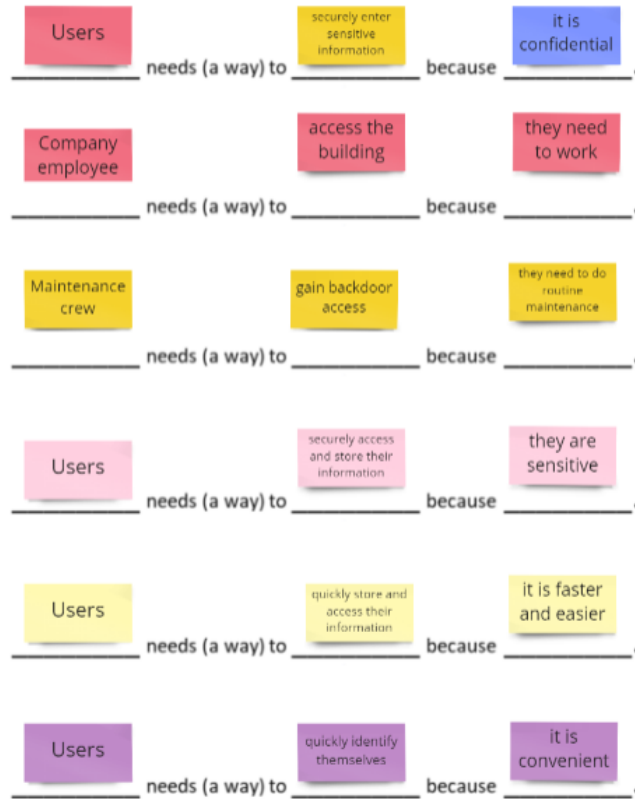 Users
securely enter
sensitive
information
it is
confidential
needs (a way) to because .
Company
employee
access the
building
they need
to work
needs (a way) to because .
Maintenance
crew
gain backdoor
access
they need to do
routine
maintenance
needs (a way) to because .
Users
securely access
and store their
information
they are
sensitive
needs (a way) to because .
Users
quickly store and
access their
information
it is faster
and easier
needs (a way) to because .
Users
quickly identify
themselves
it is
convenient
needs (a way) to because .